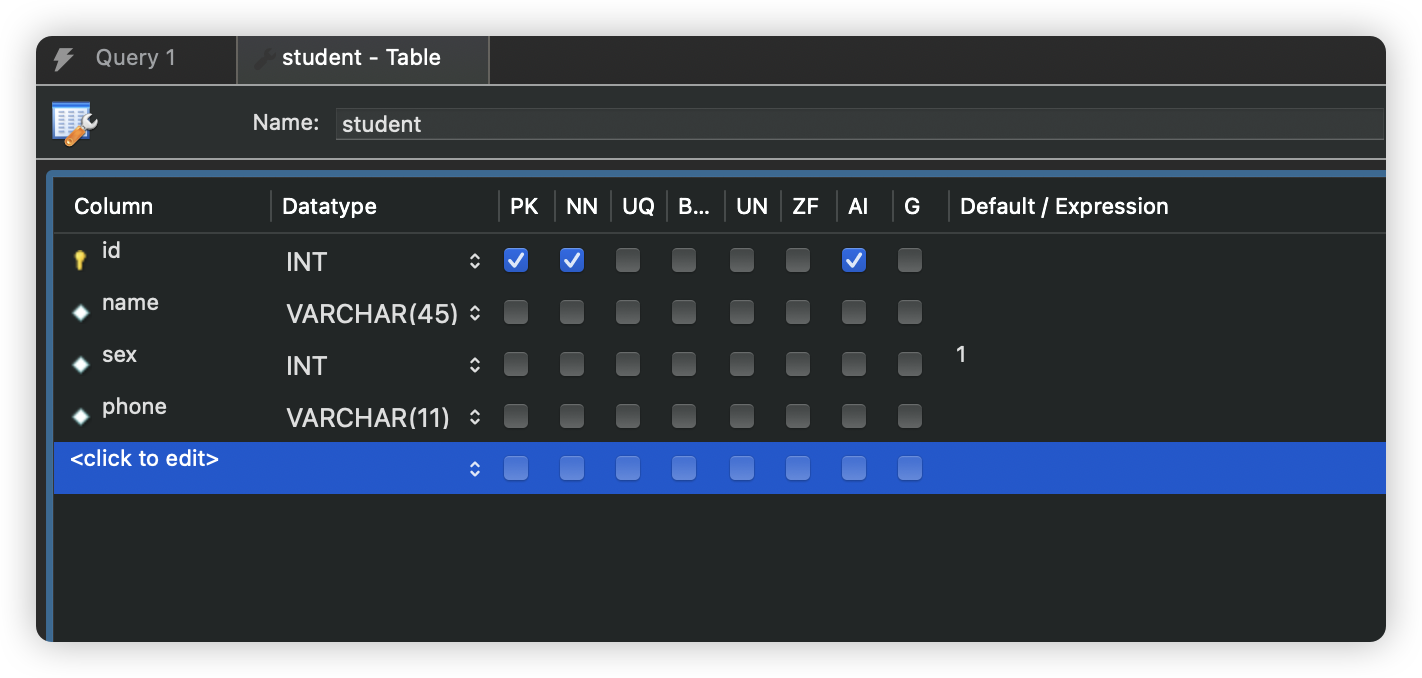 Query 1 student - Table
Name: student
Column Datatype PK NN UQ B... UN ZF AI G Default / Expression
id INT
name VARCHAR(45)
sex INT 1
phone VARCHAR(11)
<click to edit>